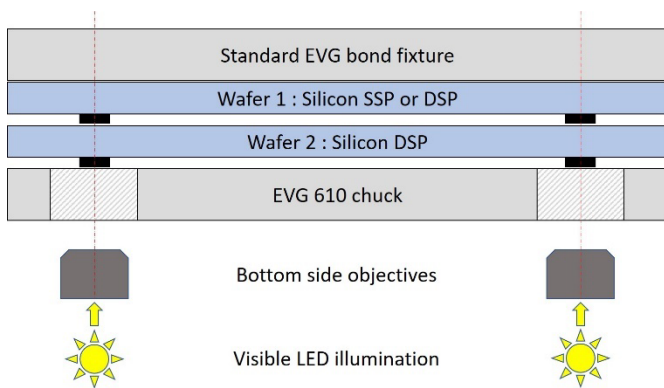 Standard EVG bond fixture
Wafer 1 : Silicon SSP or DSP
Wafer 2 : Silicon DSP
EVG 610 chuck
Bottom side objectives
Visible LED illumination